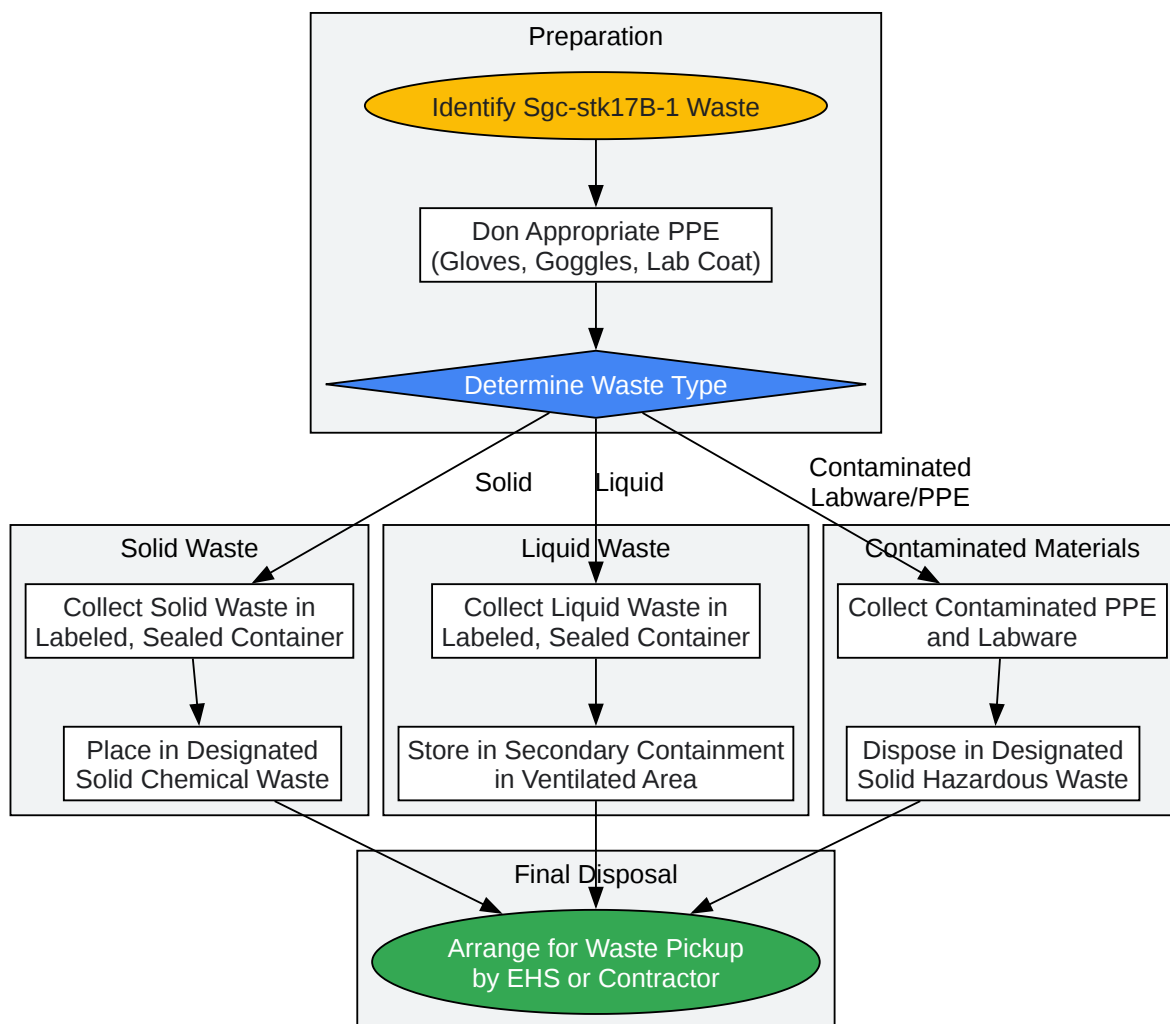 Preparation
Identify Sgc-stk17B-1 Waste
Don Appropriate PPE
(Gloves, Goggles, Lab Coat)
Determine Waste Type
Solid
Liquid
Contaminated
Labware/PPE
Solid Waste
Collect Solid Waste in
Labeled, Sealed Container
Place in Designated
Solid Chemical Waste
Liquid Waste
Collect Liquid Waste in
Labeled, Sealed Container
Store in Secondary Containment
in Ventilated Area
Contaminated Materials
Collect Contaminated PPE
and Labware
Dispose in Designated
Solid Hazardous Waste
Final Disposal
Arrange for Waste Pickup
by EHS or Contractor